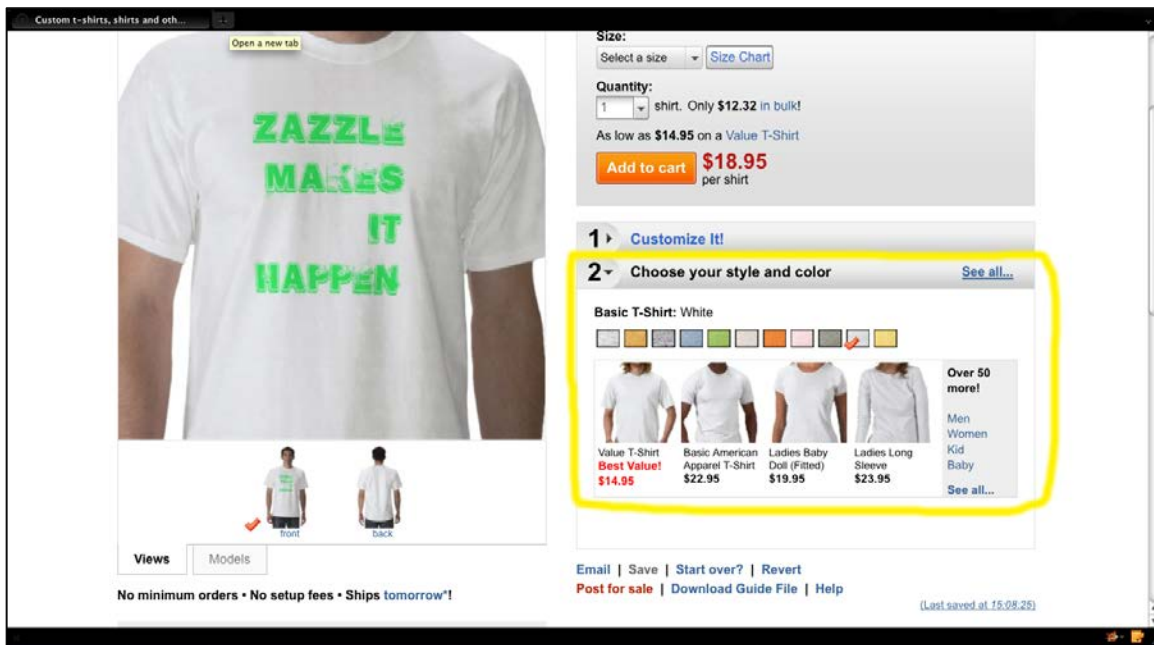 Custom t-shirts, shirts and oth...
Open a new tab
ZAZZLE
MAKES
IT
HAPPEN
front
back
Views
Models
No minimum orders • No setup fees • Ships tomorrow*!
Size:
Select a size
Size Chart
Quantity:
1 shirt. Only $12.32 in bulk!
As low as $14.95 on a Value T-Shirt
Add to cart $18.95
per shirt
1 Customize It!
2 Choose your style and color See all...
Basic T-Shirt: White
Value T-Shirt
Best Value!
$14.95
Basic American
Apparel T-Shirt
$22.95
Ladies Baby
Doll (Fitted)
$19.95
Ladies Long
Sleeve
$23.95
Over 50
more!
Men
Women
Kid
Baby
See all...
Email | Save | Start over? | Revert
Post for sale | Download Guide File | Help
(Last saved at 15:08:25)